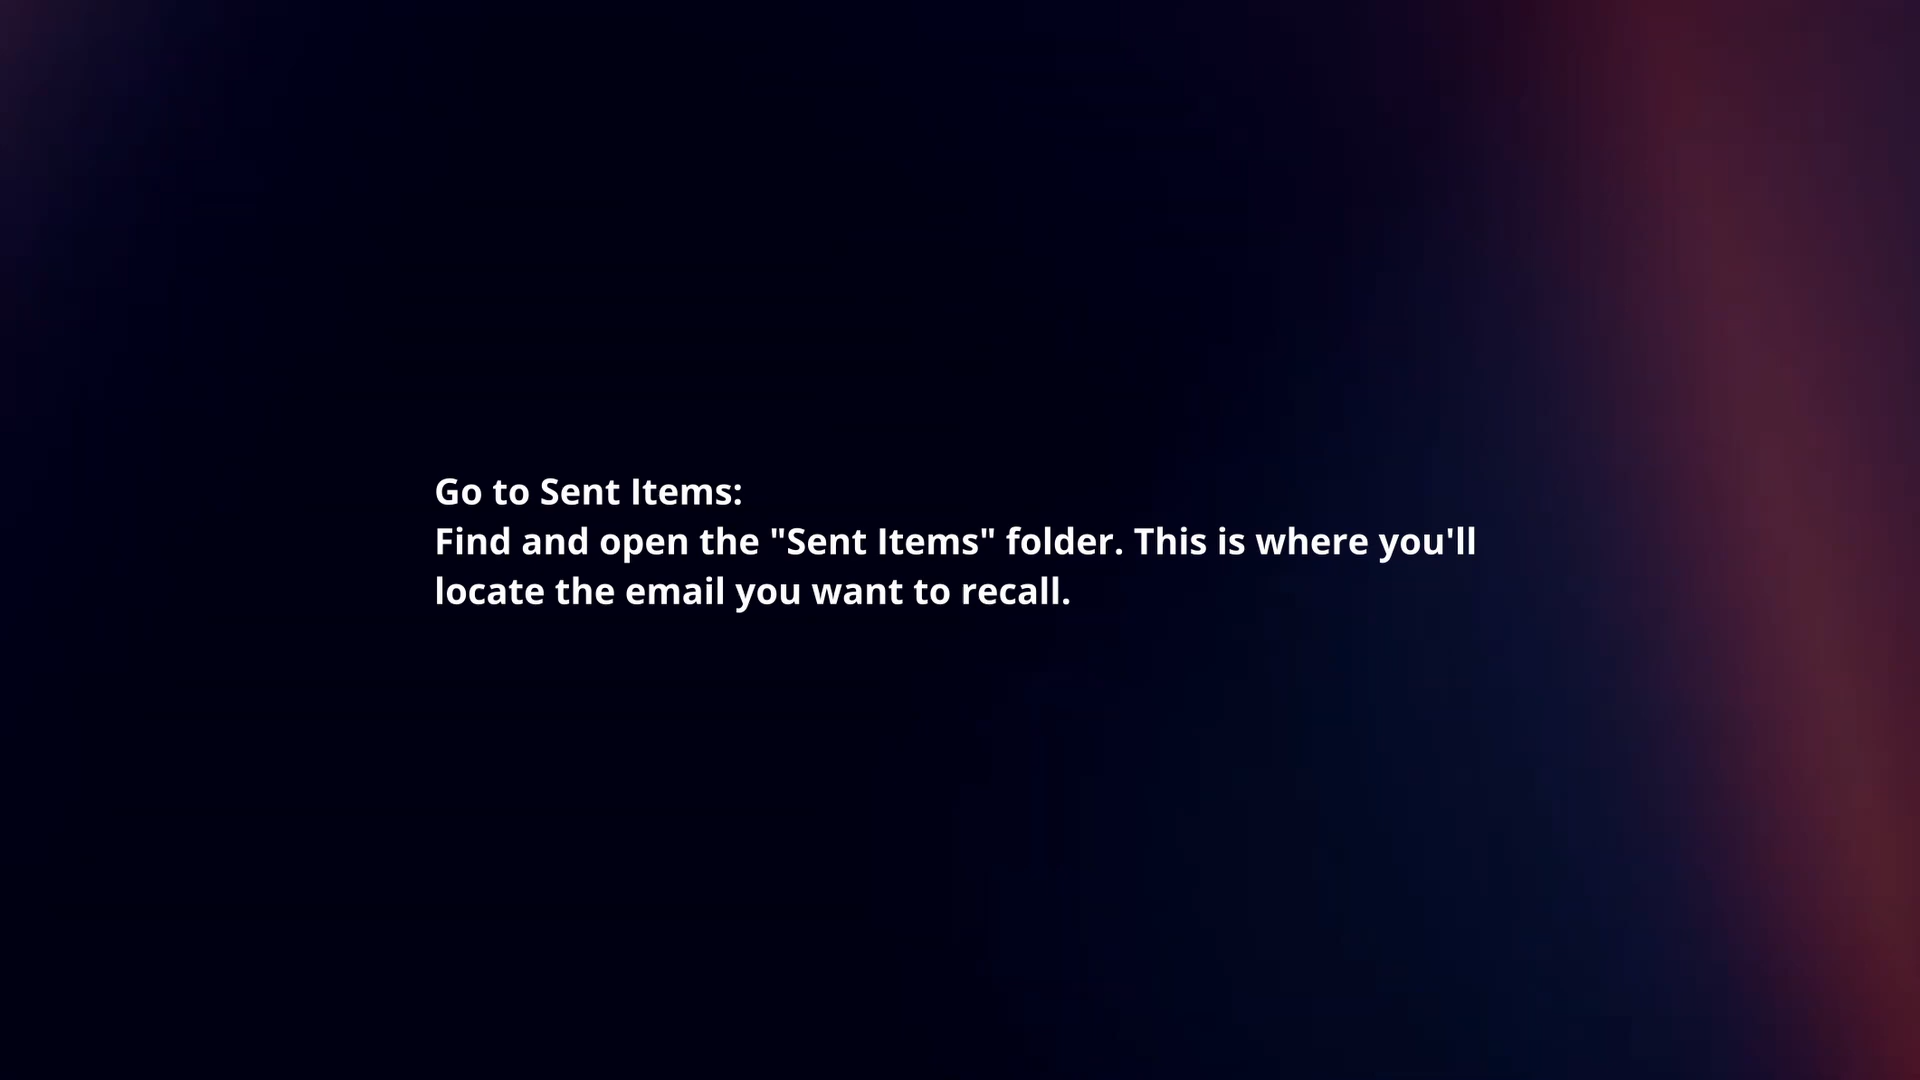 Go to Sent Items:
Find and open the "Sent Items" folder. This is where you'll
locate the email you want to recall.